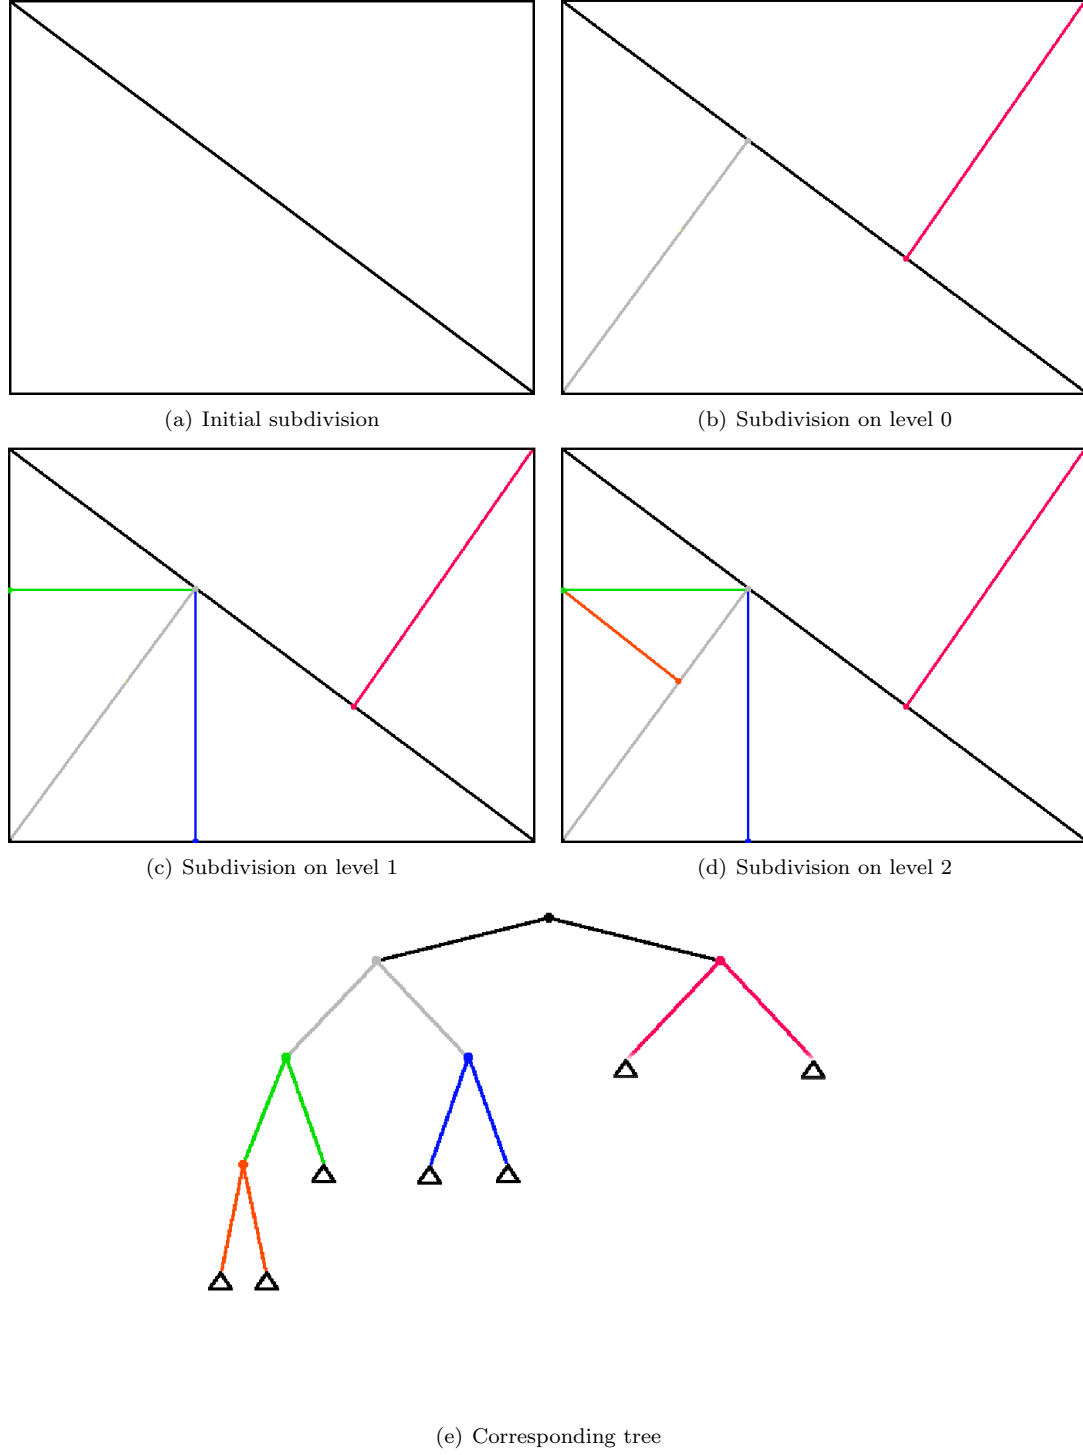 (a) Initial subdivision
(b) Subdivision on level 0
(c) Subdivision on level 1
(d) Subdivision on level 2
(e) Corresponding tree